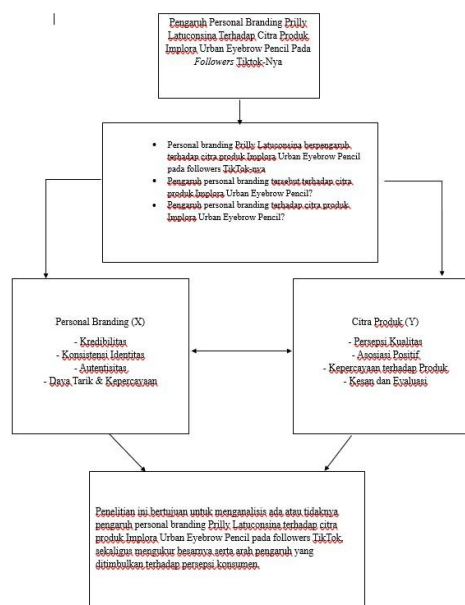 Pengaruh Personal Branding Prilly
Latuconsina Terhadap Citra Produk
Implora Urban Eyebrow Pencil Pada
Followers Tiktok-Nya
• Personal branding Prilly Latuconsina berpengaruh
terhadap citra produk Implora Urban Eyebrow Pencil
pada followers TikTok-nya
• Pengaruh personal branding tersebut terhadap citra
produk Implora Urban Eyebrow Pencil?
• Pengaruh personal branding terhadap citra produk
Implora Urban Eyebrow Pencil?
Personal Branding (X)
- Kredibilitas
- Konsistensi Identitas
- Autentisitas
- Daya Tarik & Kepercayaan
Citra Produk (Y)
- Persepsi Kualitas
- Asosiasi Positif
- Kepercayaan terhadap Produk
- Kesan dan Evaluasi
Penelitian ini bertujuan untuk menganalisis ada atau tidaknya
pengaruh personal branding Prilly Latuconsina terhadap citra
produk Implora Urban Eyebrow Pencil pada followers TikTok,
sekaligus mengukur besarnya serta arah pengaruh yang
ditimbulkan terhadap persepsi konsumen.